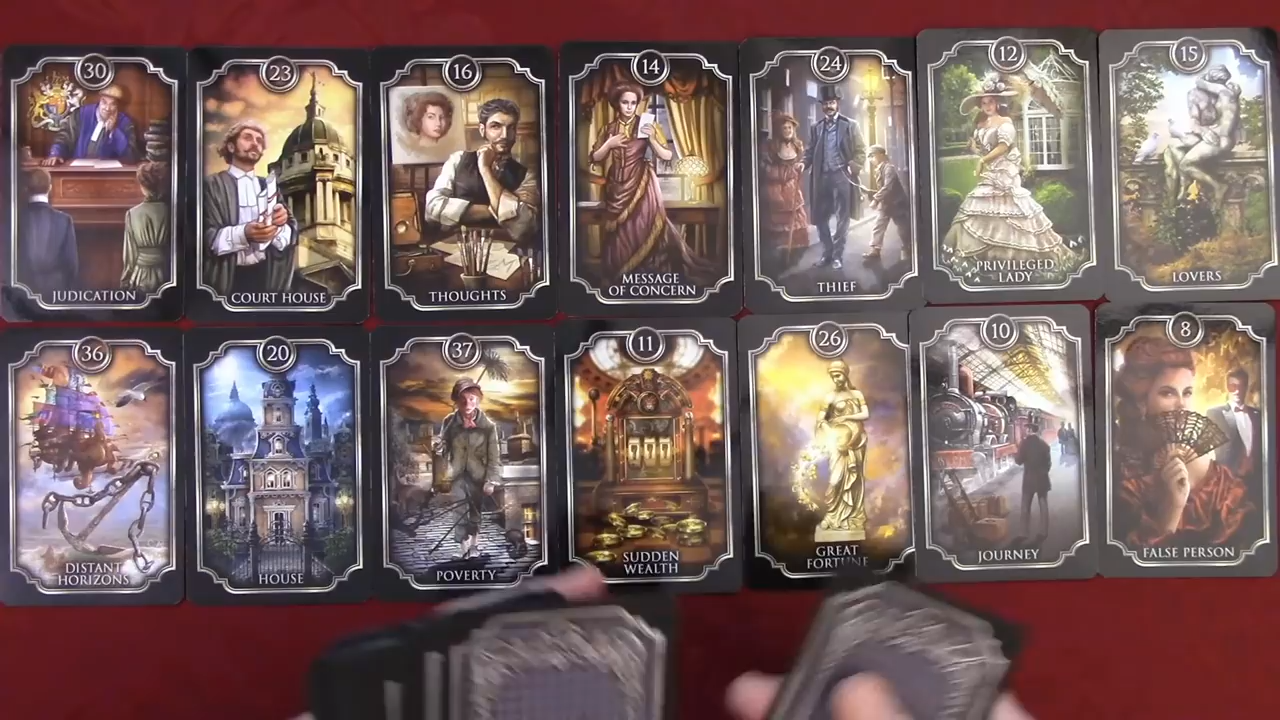 30
JUDICATION
23
COURT HOUSE
16
THOUGHTS
14
MESSAGE
OF CONCERN
24
THIEF
12
PRIVILEGED
LADY
15
LOVERS
36
DISTANT
HORIZONS
20
HOUSE
37
POVERTY
11
777
SUDDEN
WEALTH
26
GREAT
FORTUNE
10
JOURNEY
8
FALSE PERSON